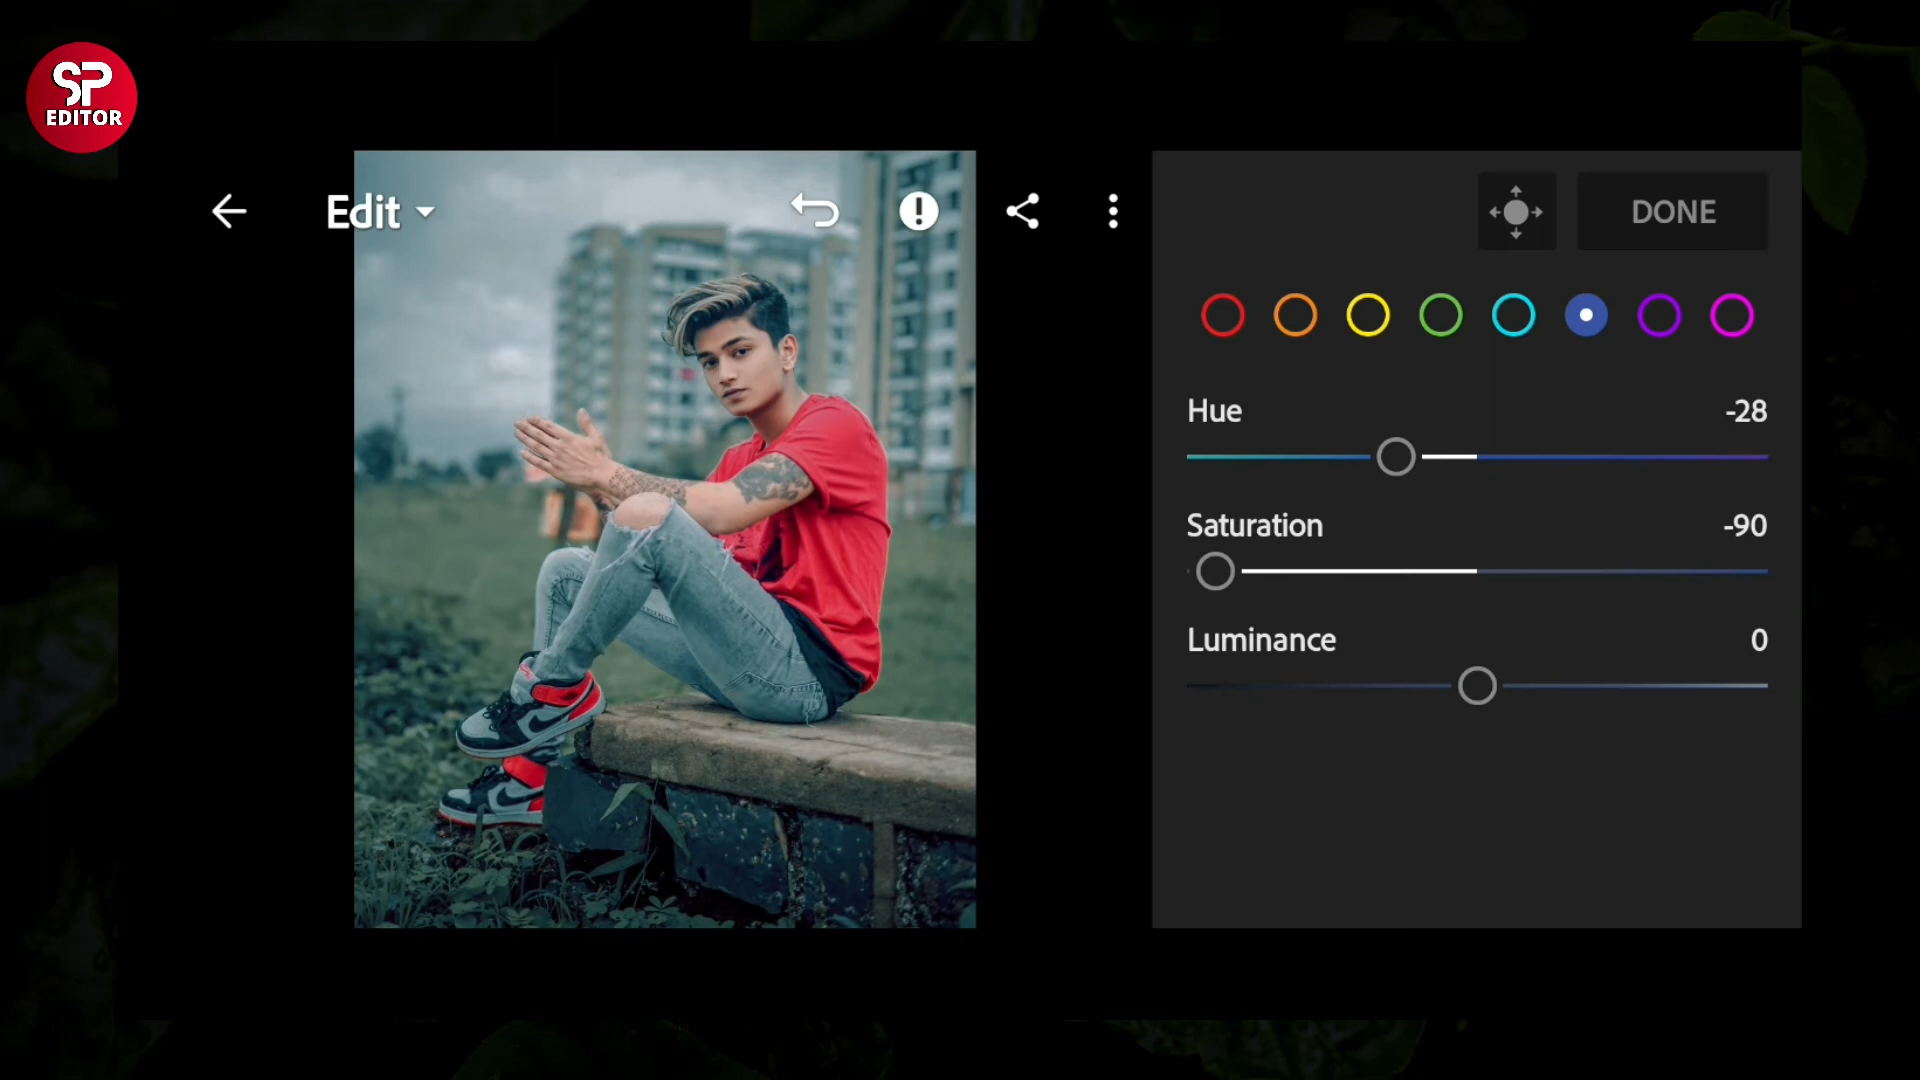 SP
EDITOR
Edit
DONE
Hue -28
Saturation -90
Luminance 0